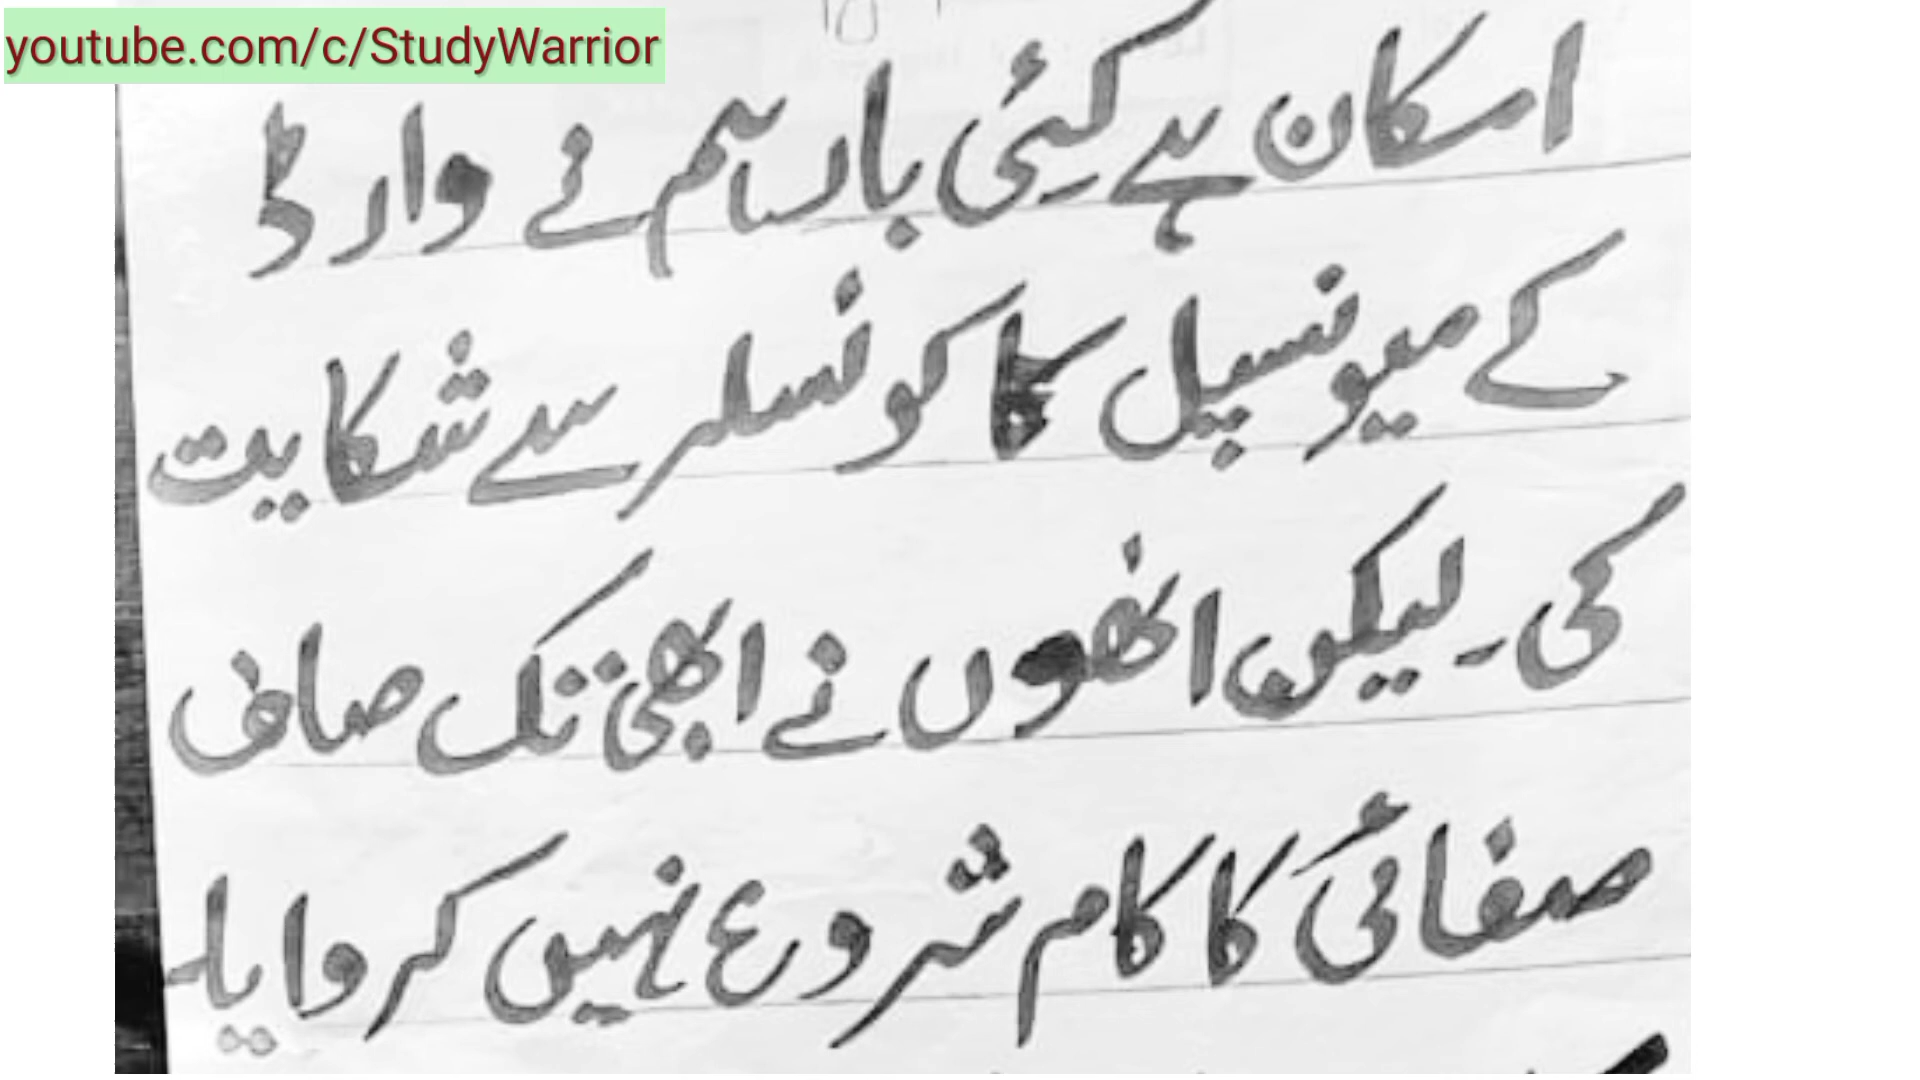 youtube.com/c/StudyWarrior
امکان ہے کیئی بار ہم نے وارڈ
کے میونسپل کا کونسلر سے شکایت
کی۔ لیکن انھوں نے ابھی تک صاف
صفائی کا کام شروع نہیں کروایا۔